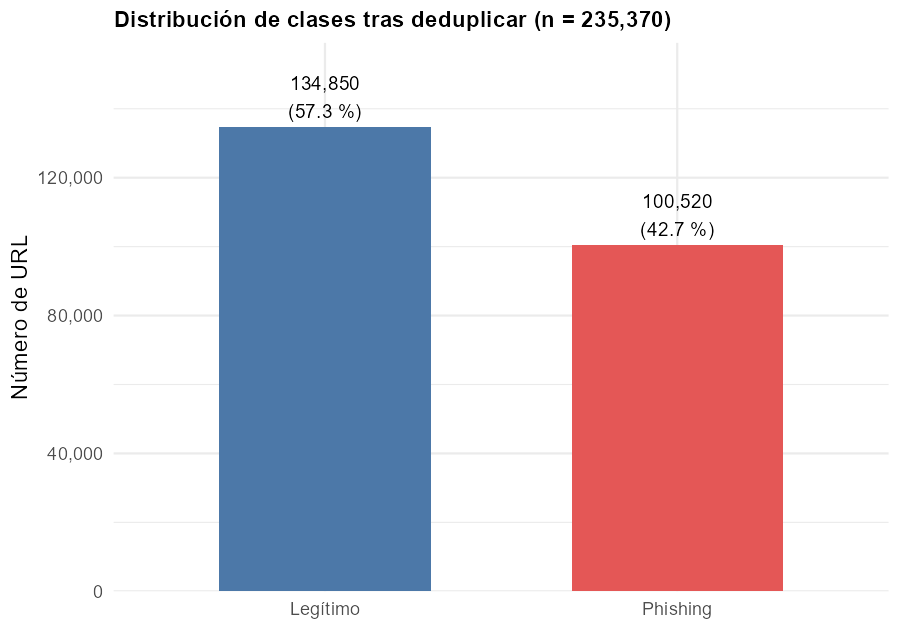 Distribución de clases tras deduplicar (n = 235,370)
134,850
(57.3 %)
100,520
(42.7 %)
120,000
80,000
40,000
0
Número de URL
Legítimo
Phishing